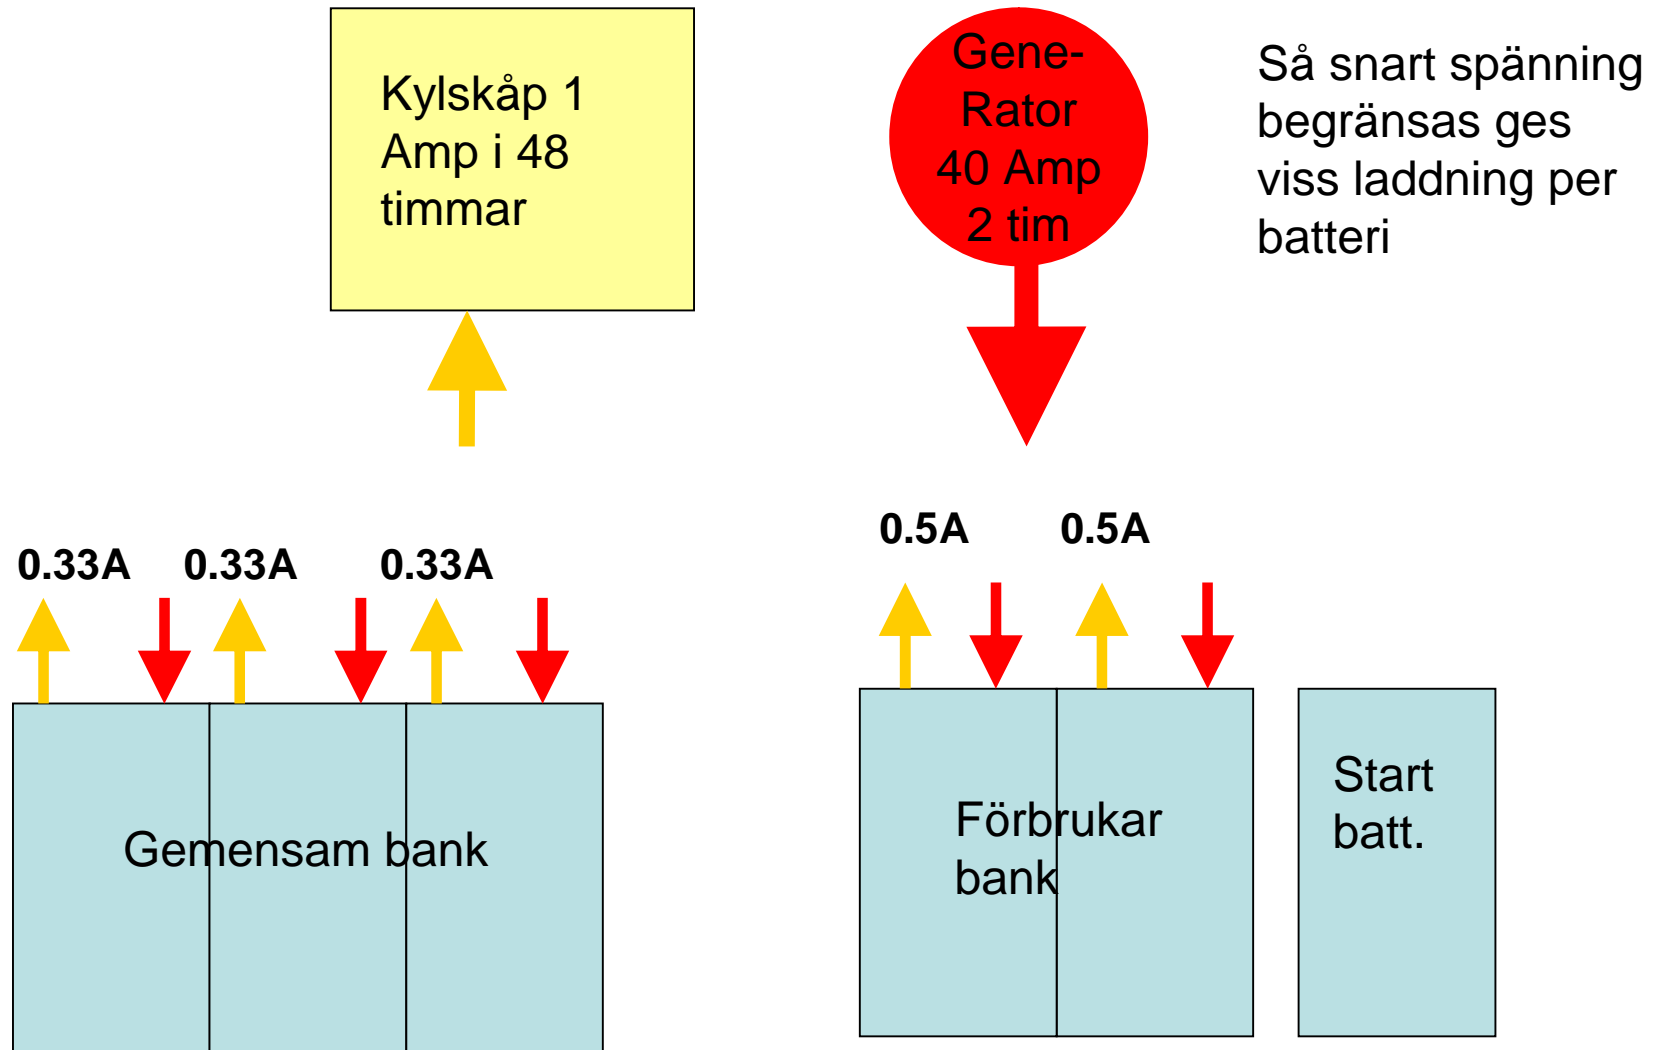 Kylskåp 1
Amp i 48
timmar
Gene-
Rator
40 Amp
2 tim
Så snart spänning
begränsas ges
viss laddning per
batteri
0.33A 0.33A 0.33A
0.5A 0.5A
Gemensam bank
Förbrukar
bank
Start
batt.